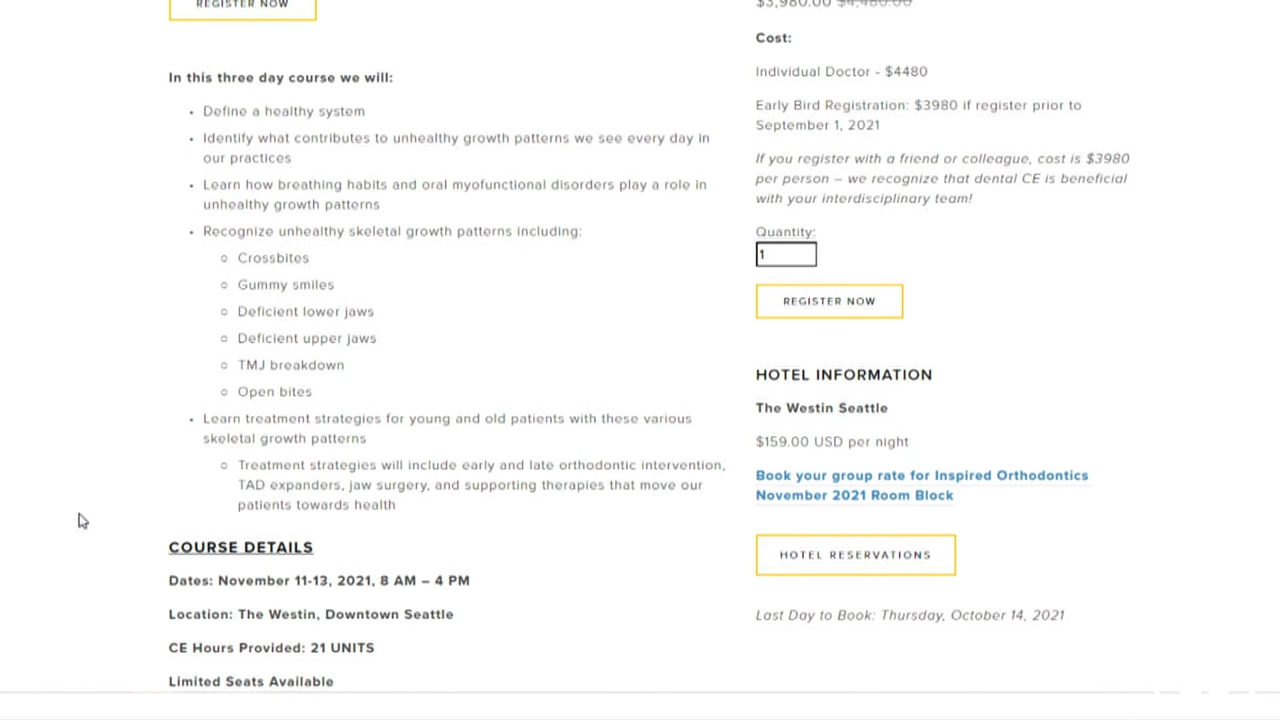 REGISTER NOW
In this three day course we will:
• Define a healthy system
• Identify what contributes to unhealthy growth patterns we see every day in
our practices
• Learn how breathing habits and oral myofunctional disorders play a role in
unhealthy growth patterns
• Recognize unhealthy skeletal growth patterns including:
○ Crossbites
○ Gummy smiles
○ Deficient lower jaws
○ Deficient upper jaws
○ TMJ breakdown
○ Open bites
• Learn treatment strategies for young and old patients with these various
skeletal growth patterns
○ Treatment strategies will include early and late orthodontic intervention,
TAD expanders, jaw surgery, and supporting therapies that move our
patients towards health
COURSE DETAILS
Dates: November 11-13, 2021, 8 AM – 4 PM
Location: The Westin, Downtown Seattle
CE Hours Provided: 21 UNITS
Limited Seats Available
$3,980.00 $4,480.00
Cost:
Individual Doctor - $4480
Early Bird Registration: $3980 if register prior to
September 1, 2021
If you register with a friend or colleague, cost is $3980
per person – we recognize that dental CE is beneficial
with your interdisciplinary team!
Quantity:
1
REGISTER NOW
HOTEL INFORMATION
The Westin Seattle
$159.00 USD per night
Book your group rate for Inspired Orthodontics
November 2021 Room Block
HOTEL RESERVATIONS
Last Day to Book: Thursday, October 14, 2021